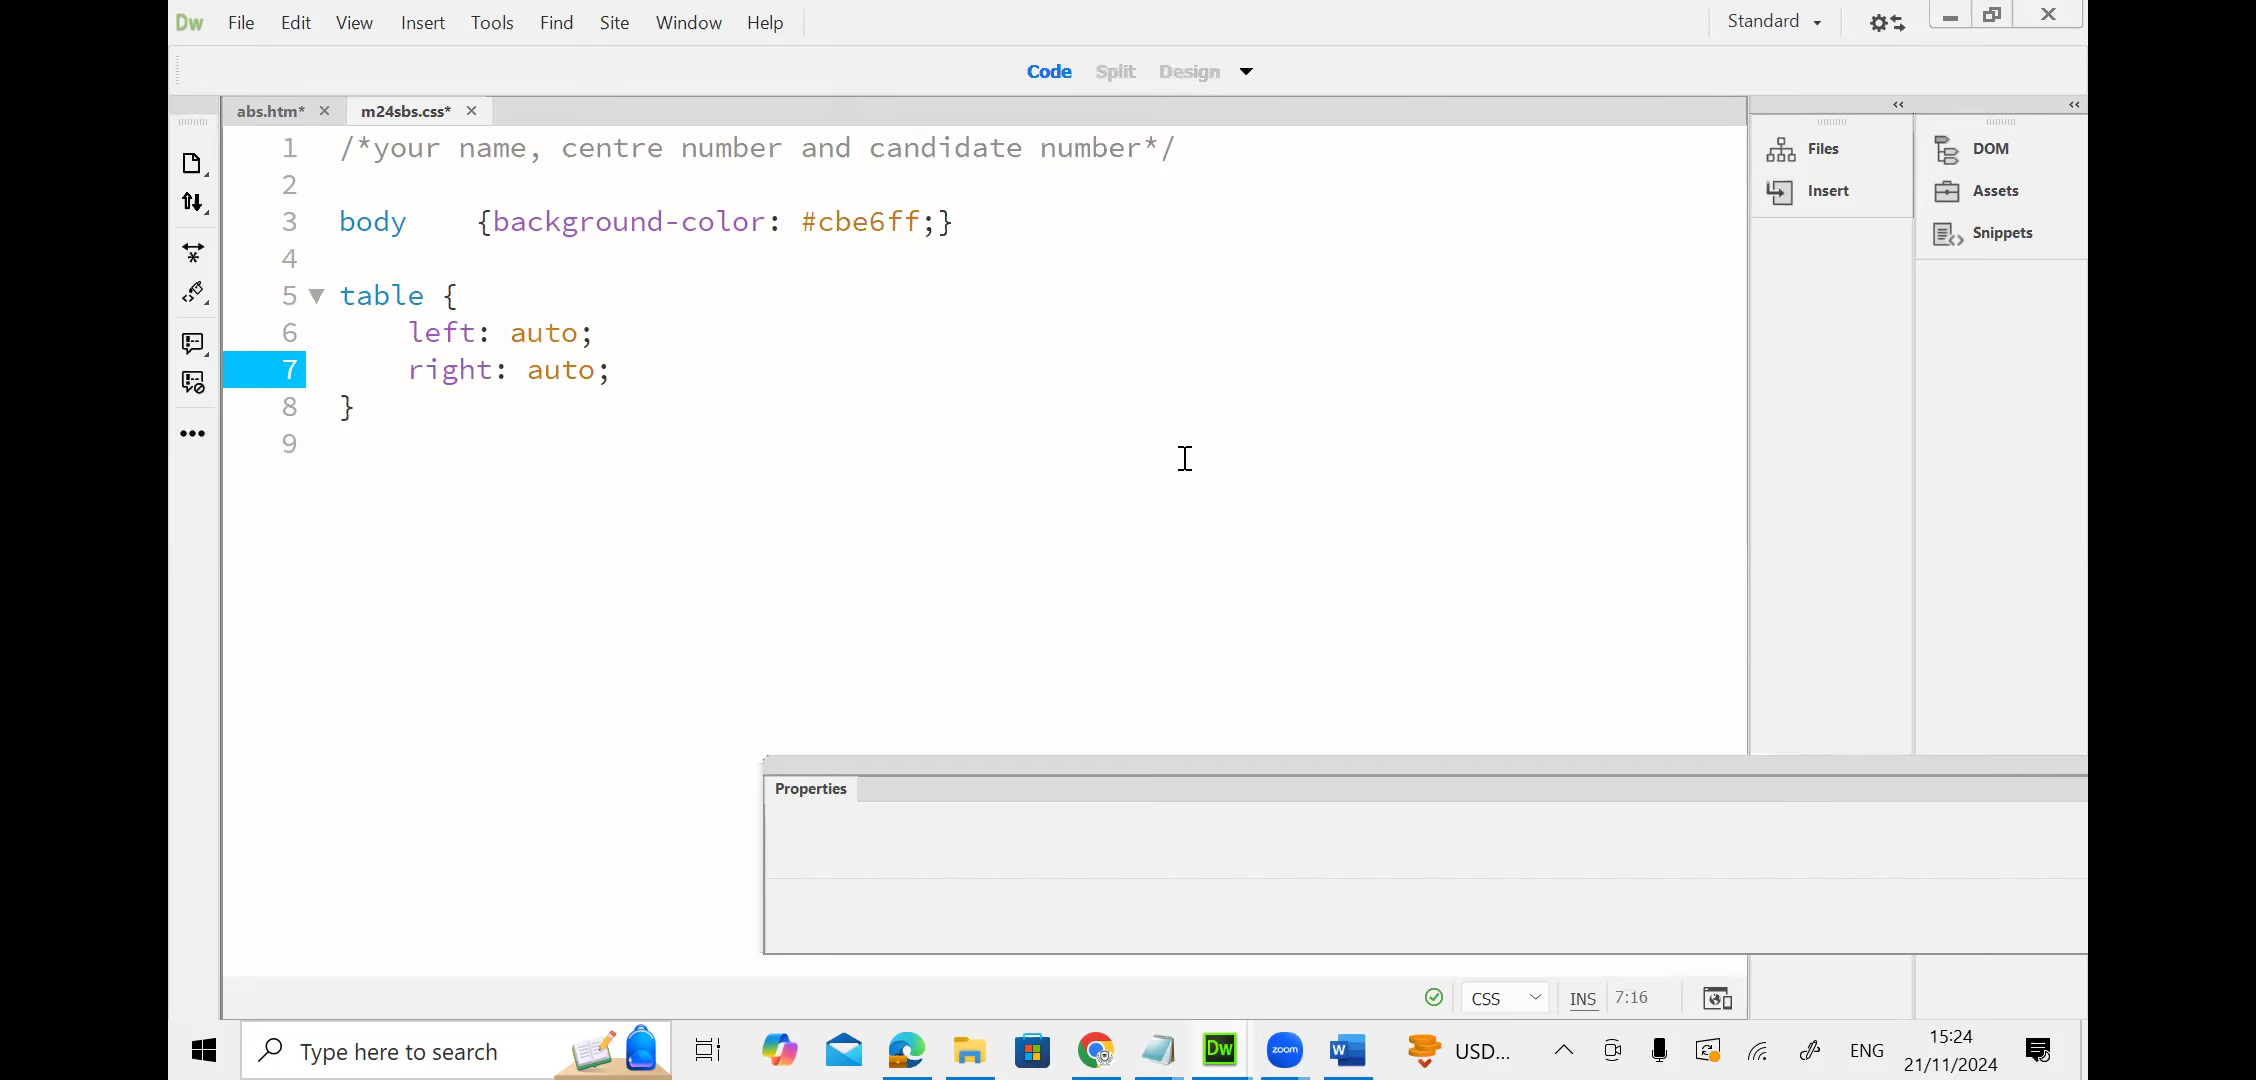 Dw File Edit View Insert Tools Find Site Window Help Standard
Code Split Design
abs.htm* m24sbs.css*
1 /*your name, centre number and candidate number*/
2
3 body {background-color: #cbe6ff;}
4
5 table {
6 left: auto;
7 right: auto;
8 }
9
Files
Insert
DOM
Assets
Snippets
Properties
CSS INS 7:16
Type here to search
Dw
zoom
W
USD...
ENG
15:24
21/11/2024